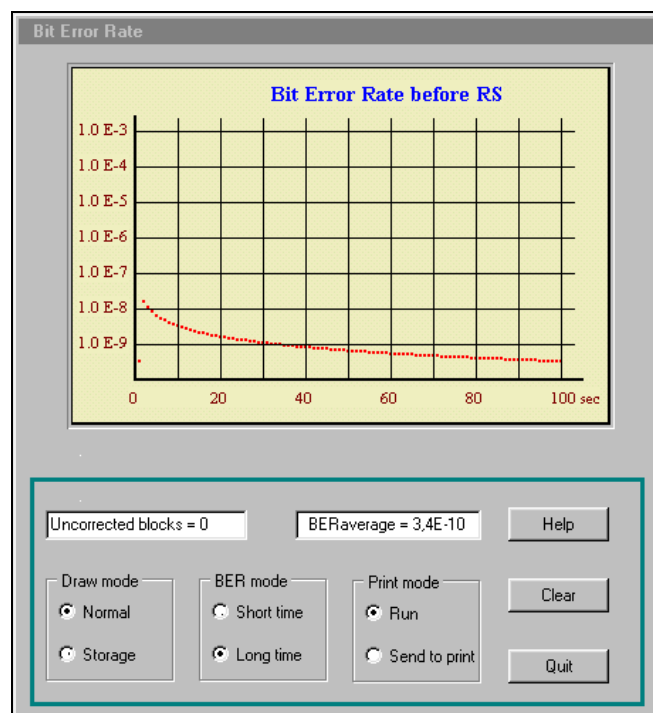 Bit Error Rate
Bit Error Rate before RS
1.0 E-3
1.0 E-4
1.0 E-5
1.0 E-6
1.0 E-7
1.0 E-8
1.0 E-9
0 20 40 60 80 100 sec
Uncorrected blocks = 0 BERaverage = 3,4E-10 Help
Draw mode BER mode Print mode
Clear
Normal Short time Run
Storage Long time Send to print
Quit